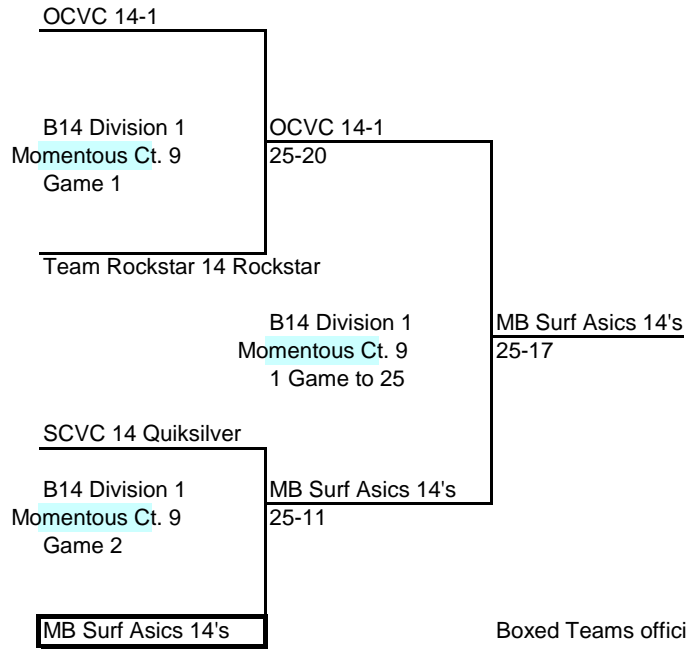 OCVC 14-1
B14 Division 1
OCVC 14-1
Momentous Ct. 9
25-20
Game 1
Team Rockstar 14 Rockstar
B14 Division 1
MB Surf Asics 14's
Momentous Ct. 9
25-17
1 Game to 25
SCVC 14 Quiksilver
B14 Division 1
MB Surf Asics 14's
Momentous Ct. 9
25-11
Game 2
MB Surf Asics 14's
Boxed Teams offici